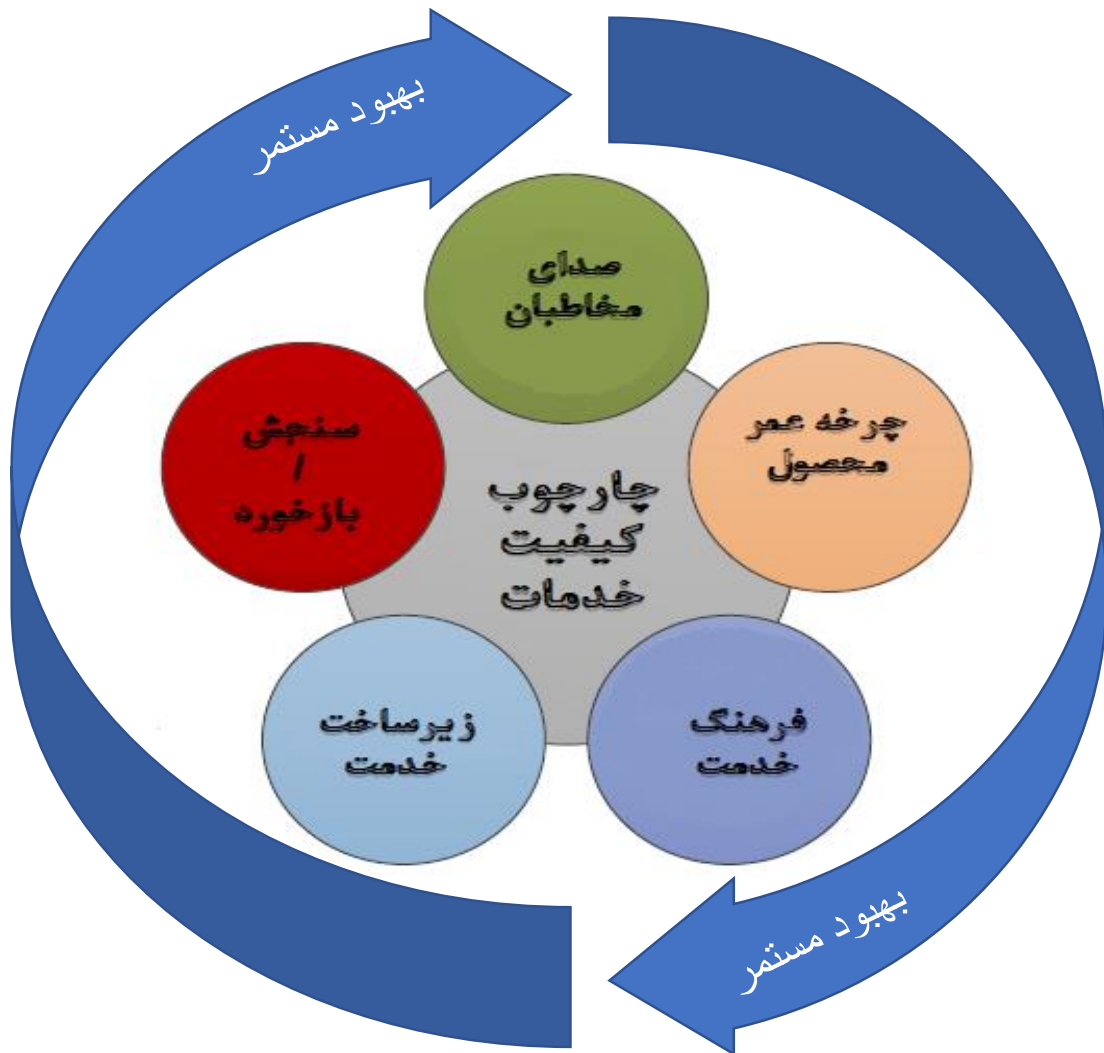 بهبود مستمر
صدای
مخاطبان
چرخه عمر
محصول
سنجش
/
بازخورد
چارچوب
کیفیت
خدمات
زیرساخت
خدمت
فرهنگ
خدمت
بهبود مستمر